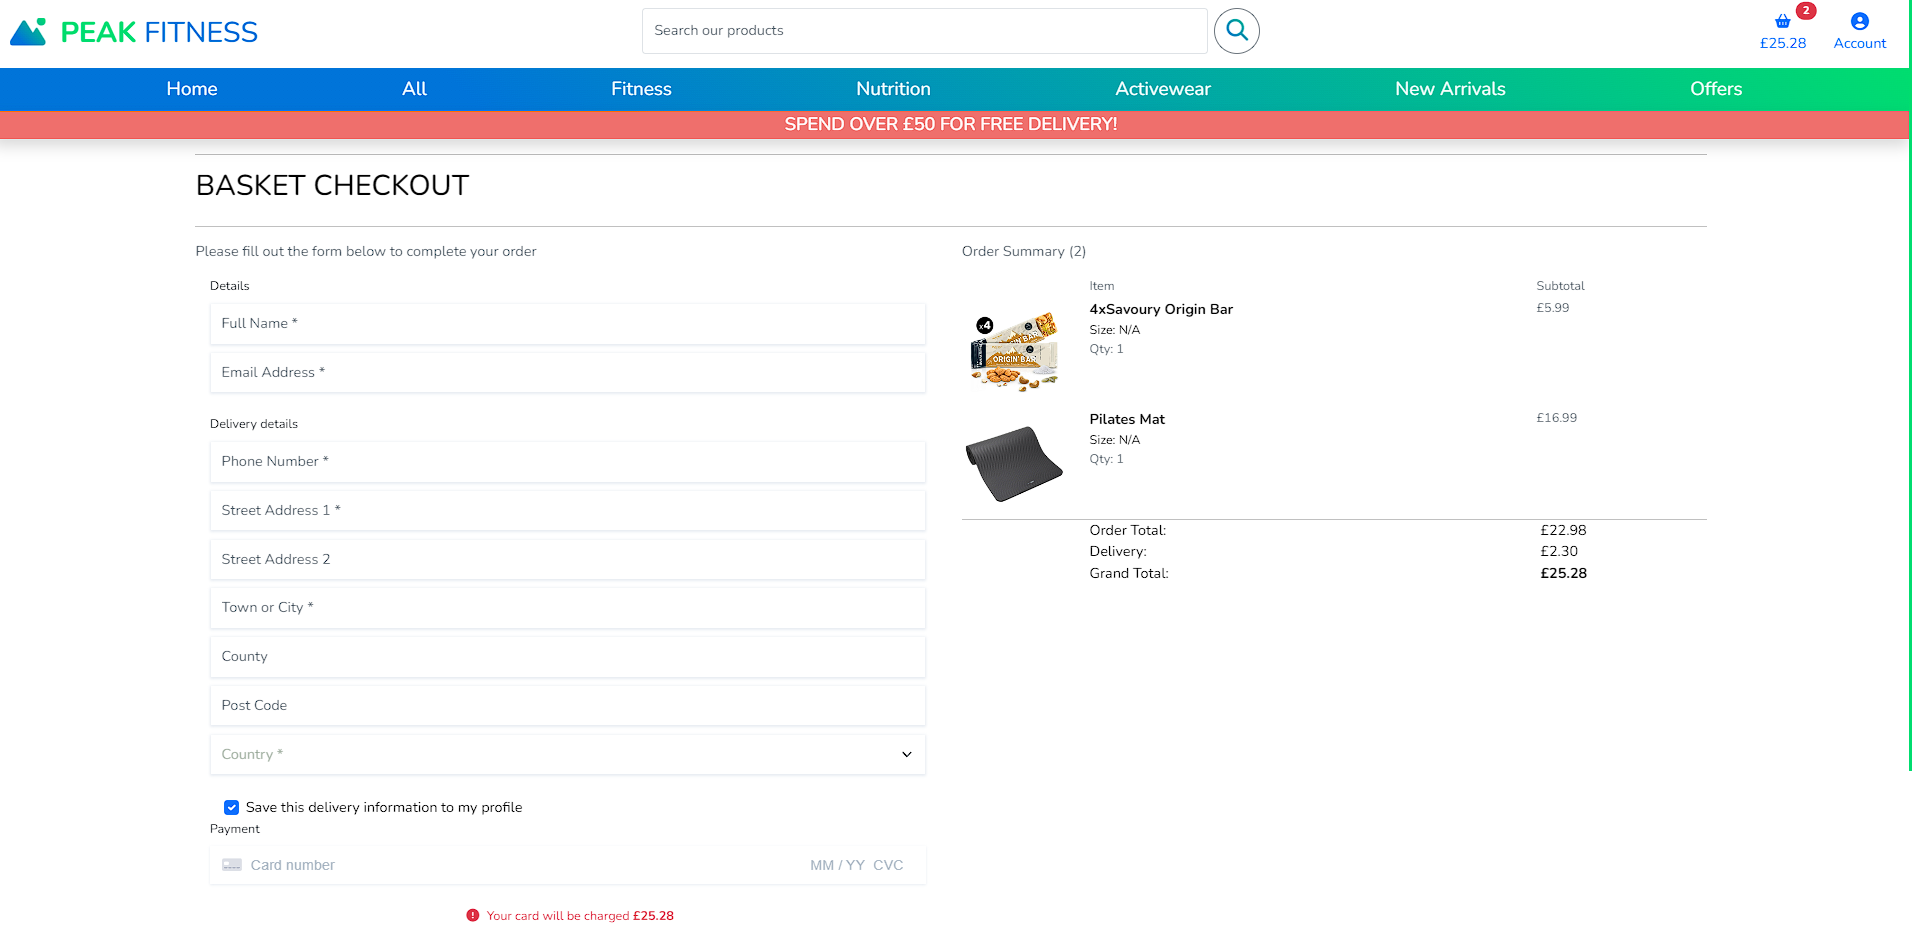 PEAK FITNESS
Search our products
2
£25.28
Account
Home
All
Fitness
Nutrition
Activewear
New Arrivals
Offers
SPEND OVER £50 FOR FREE DELIVERY!
BASKET CHECKOUT
Please fill out the form below to complete your order
Details
Full Name *
Email Address *
Delivery details
Phone Number *
Street Address 1 *
Street Address 2
Town or City *
County
Post Code
Country *
Save this delivery information to my profile
Payment
Card number MM / YY CVC
Your card will be charged £25.28
Order Summary (2)
Item Subtotal
x4
ORIGIN BAR
4xSavoury Origin Bar £5.99
Size: N/A
Qty: 1
Pilates Mat £16.99
Size: N/A
Qty: 1
Order Total: £22.98
Delivery: £2.30
Grand Total: £25.28